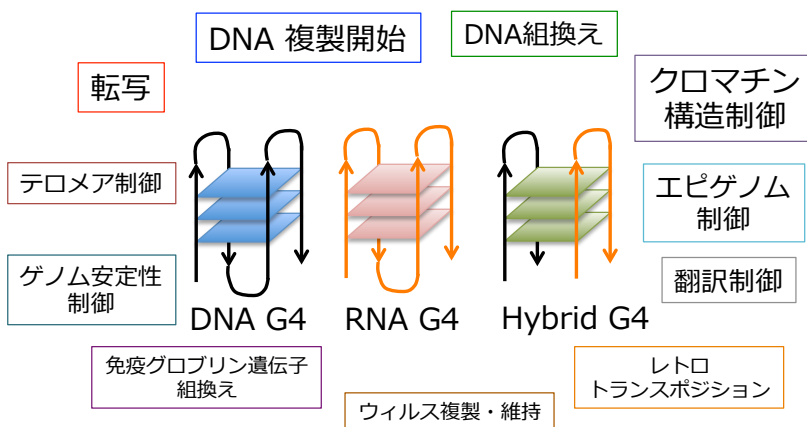 DNA 複製開始
DNA組換え
転写
クロマチン
構造制御
テロメア制御
エピゲノム
制御
ゲノム安定性
制御
翻訳制御
DNA G4
RNA G4
Hybrid G4
免疫グロブリン遺伝子
組換え
レトロ
トランスポジション
ウィルス複製・維持